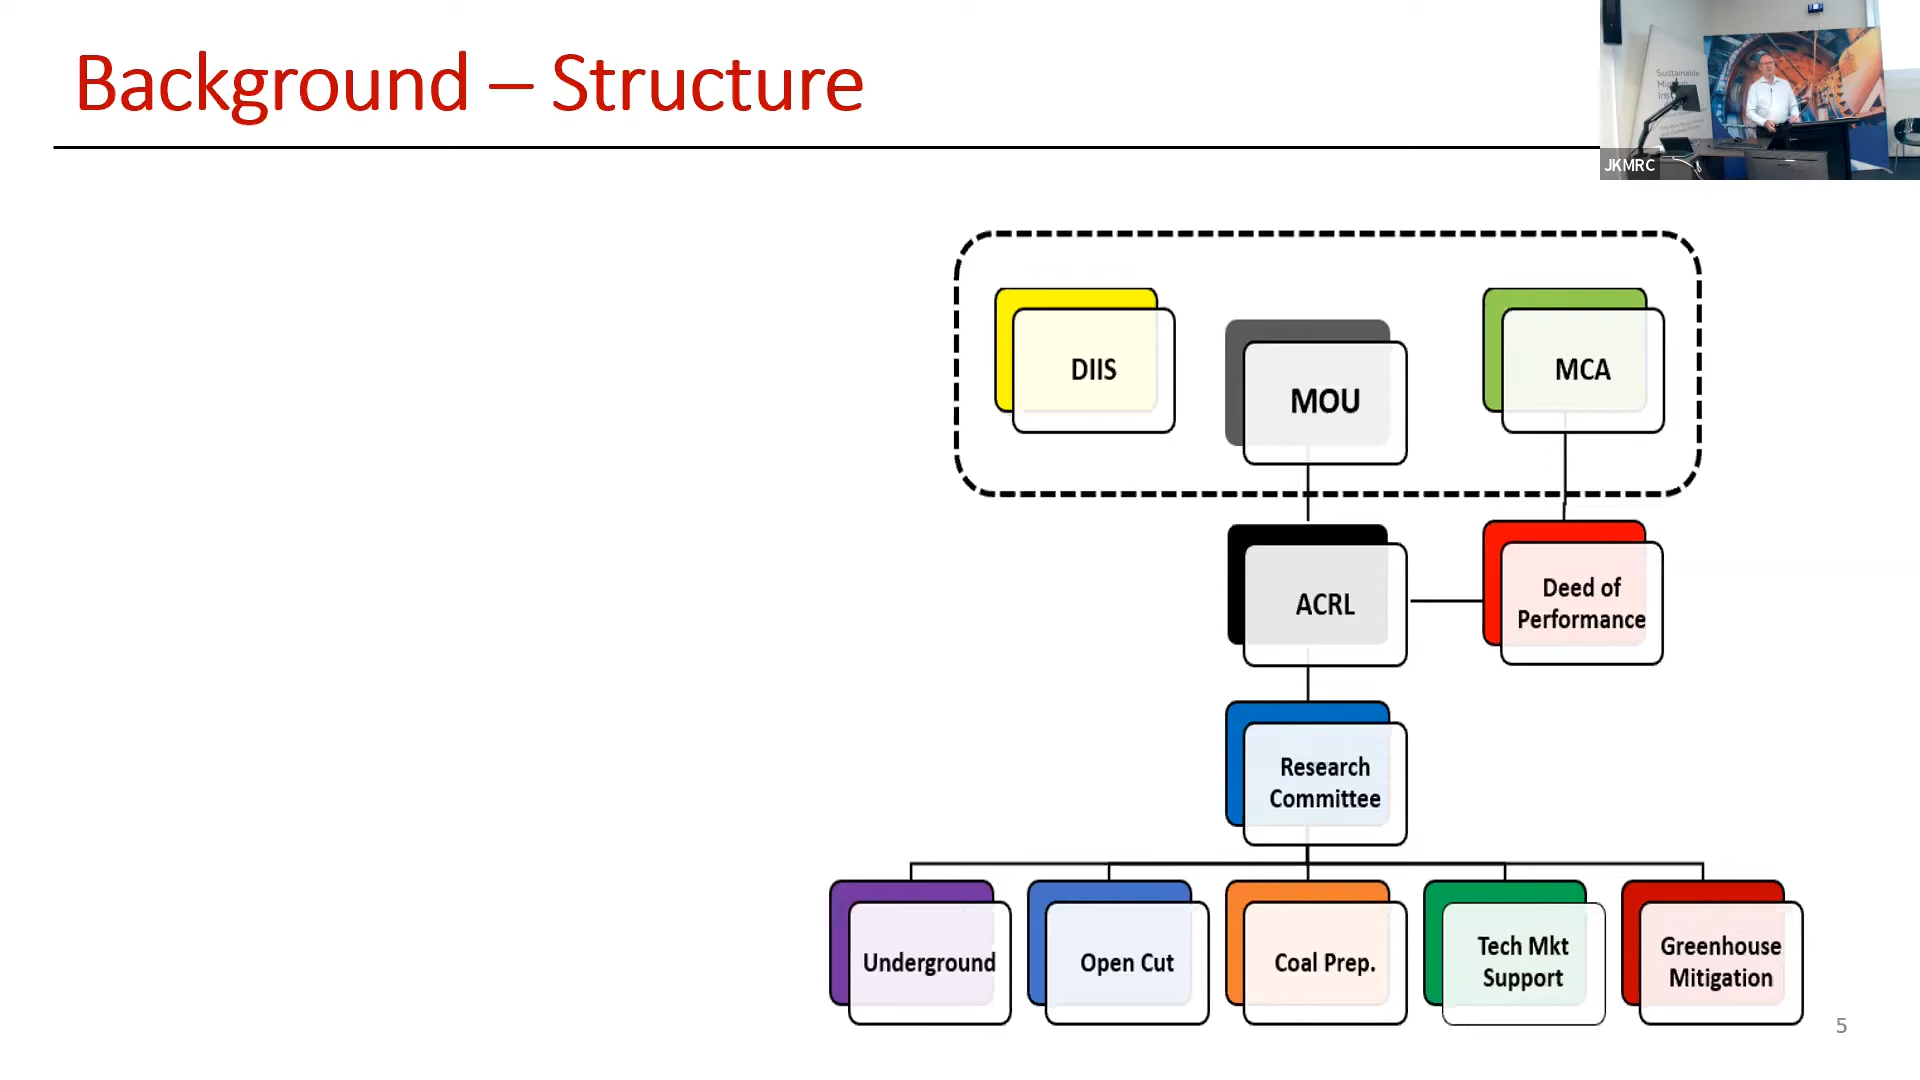 Background – Structure
Sustainable
JKMRC
DIIS
MOU
MCA
ACRL
Deed of
Performance
Research
Committee
Underground
Open Cut
Coal Prep.
Tech Mkt
Support
Greenhouse
Mitigation
5